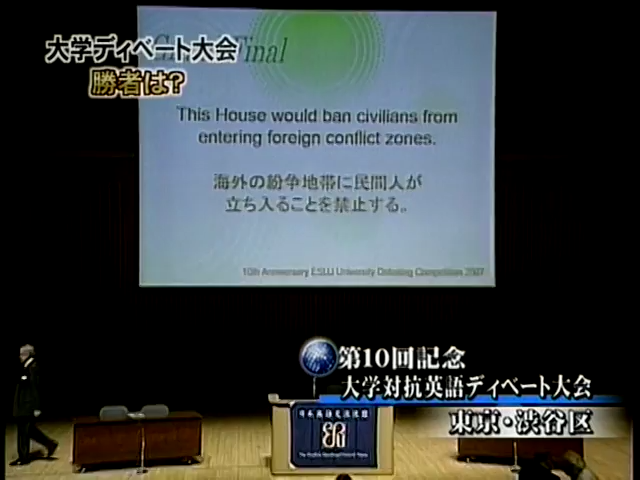 大学ディベート大会
勝者は?
Final
This House would ban civilians from
entering foreign conflict zones.
海外の紛争地帯に民間人が
立ち入ることを禁止する。
10th Anniversary ESUJ University Debating Competition 2007
第10回記念
大学対抗英語ディベート大会
東京・渋谷区